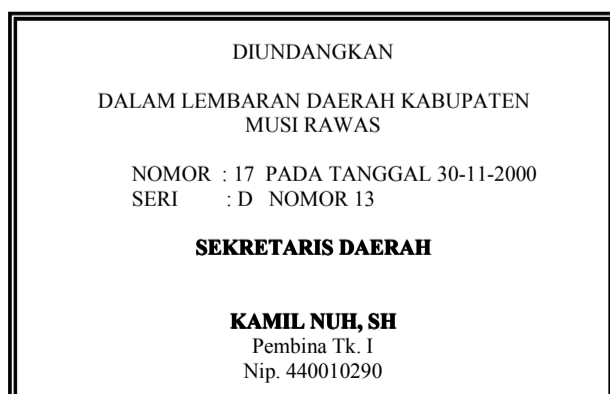 DIUNDANGKAN
DALAM LEMBARAN DAERAH KABUPATEN
MUSI RAWAS
NOMOR : 17 PADA TANGGAL 30-11-2000
SERI : D NOMOR 13
SEKRETARIS DAERAH
KAMIL NUH, SH
Pembina Tk. I
Nip. 440010290